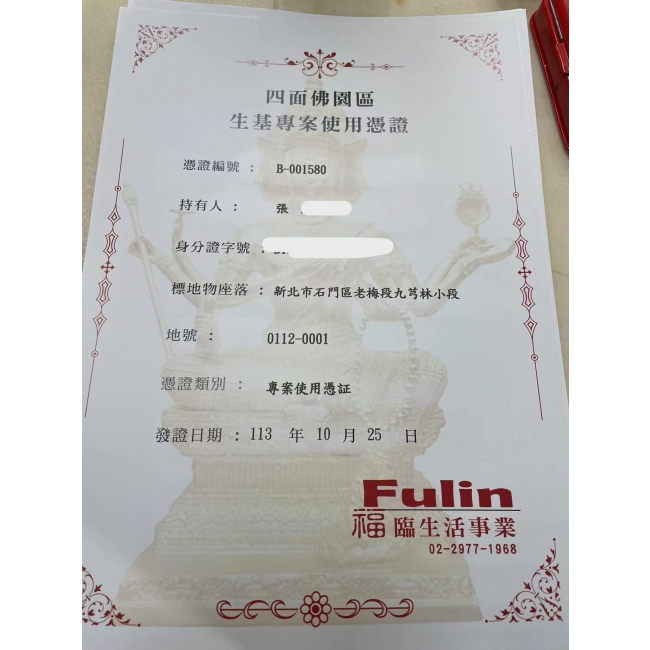 四面佛園區
生基專案使用憑證
憑證編號 : B-001580
持有人 : 張
身分證字號 :
標地物座落 : 新北市石門區老梅段九芎林小段
地號 : 0112-0001
憑證類別 : 專案使用憑証
發證日期 : 113 年 10 月 25 日
Fulin
福臨生活事業
02-2977-1968